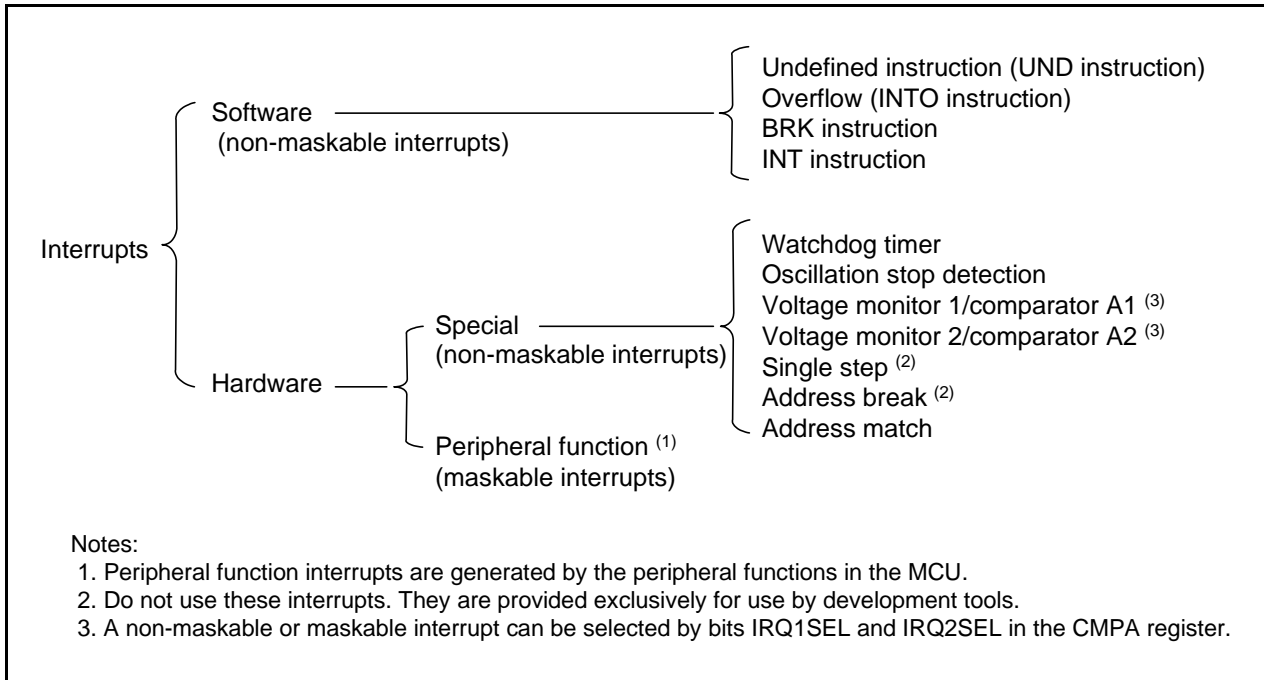 Interrupts
Software
(non-maskable interrupts)
Undefined instruction (UND instruction)
Overflow (INTO instruction)
BRK instruction
INT instruction
Hardware
Special
(non-maskable interrupts)
Watchdog timer
Oscillation stop detection
Voltage monitor 1/comparator A1 (3)
Voltage monitor 2/comparator A2 (3)
Single step (2)
Address break (2)
Address match
Peripheral function (1)
(maskable interrupts)
Notes:
1. Peripheral function interrupts are generated by the peripheral functions in the MCU.
2. Do not use these interrupts. They are provided exclusively for use by development tools.
3. A non-maskable or maskable interrupt can be selected by bits IRQ1SEL and IRQ2SEL in the CMPA register.